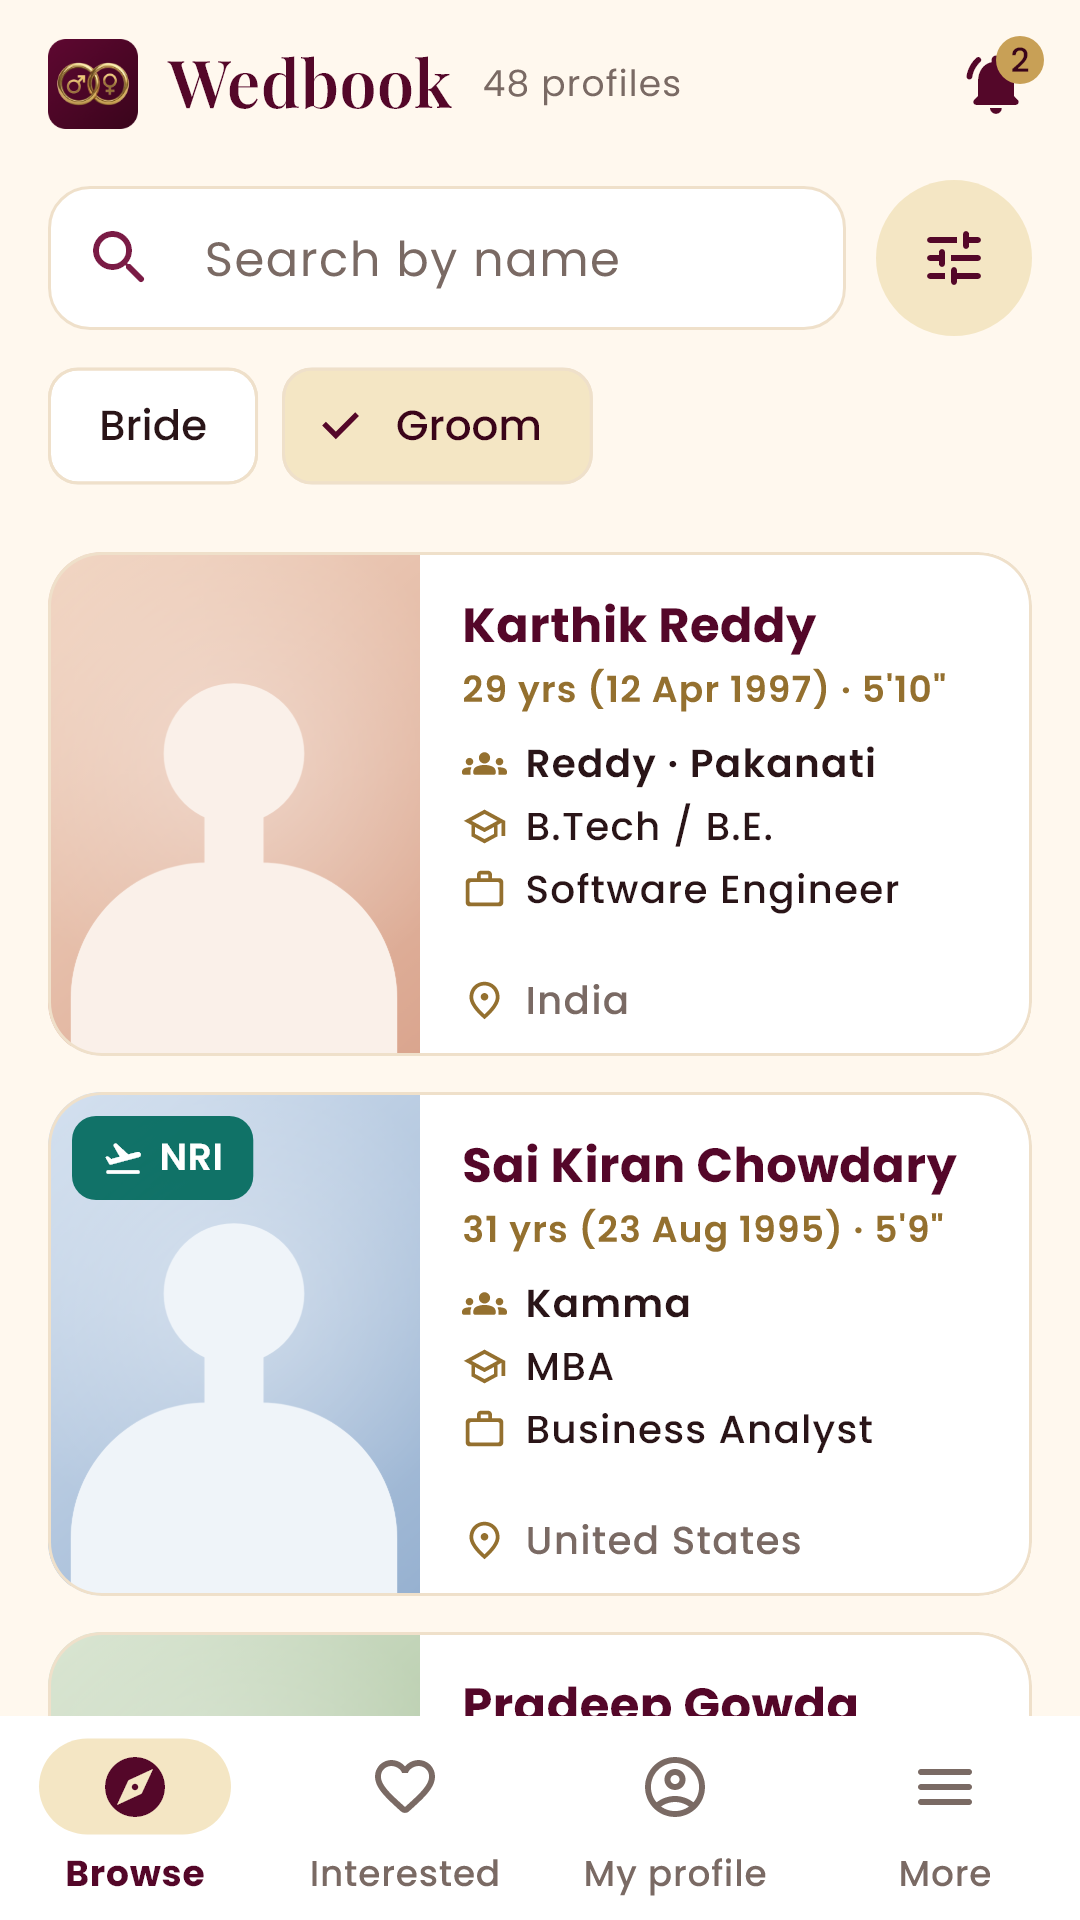 Wedbook 48 profiles
2
Search by name
Bride
Groom
Karthik Reddy
29 yrs (12 Apr 1997) · 5'10"
Reddy · Pakanati
B.Tech / B.E.
Software Engineer
India
NRI
Sai Kiran Chowdary
31 yrs (23 Aug 1995) · 5'9"
Kamma
MBA
Business Analyst
United States
Pradeep Gowda
Browse
Interested
My profile
More